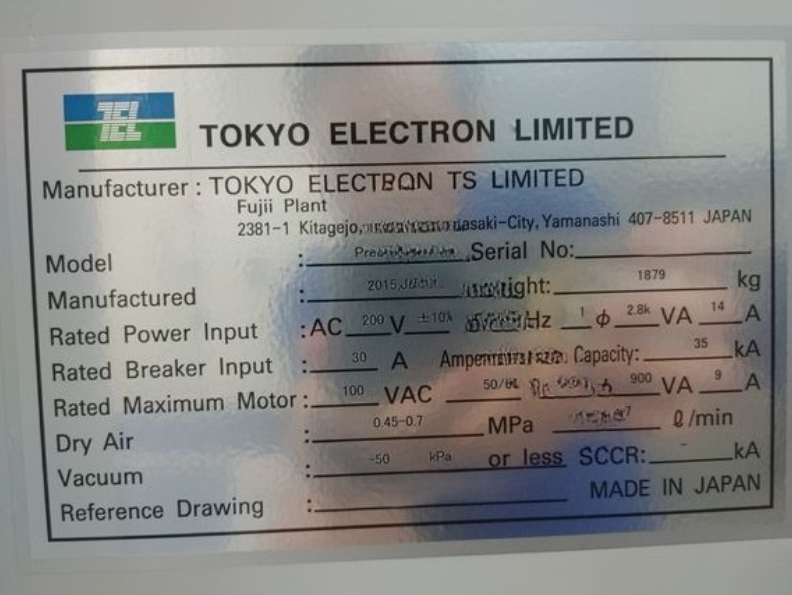 TEL
TOKYO ELECTRON LIMITED
Manufacturer : TOKYO ELECTRON TS LIMITED
Fujii Plant
2381-1 Kitagejo, Yamanashi 407-8511 JAPAN
Model : Serial No:
Manufactured : 2015 1879 kg
Rated Power Input : AC 200 V ±10% Hz 1 ϕ 2.8k VA 14 A
Rated Breaker Input : 30 A Capacity: 35 kA
Rated Maximum Motor : 100 VAC 900 VA 9 A
Dry Air : 0.45-0.7 MPa ℓ/min
Vacuum : -50 kPa or less SCCR: - kA
Reference Drawing :
MADE IN JAPAN